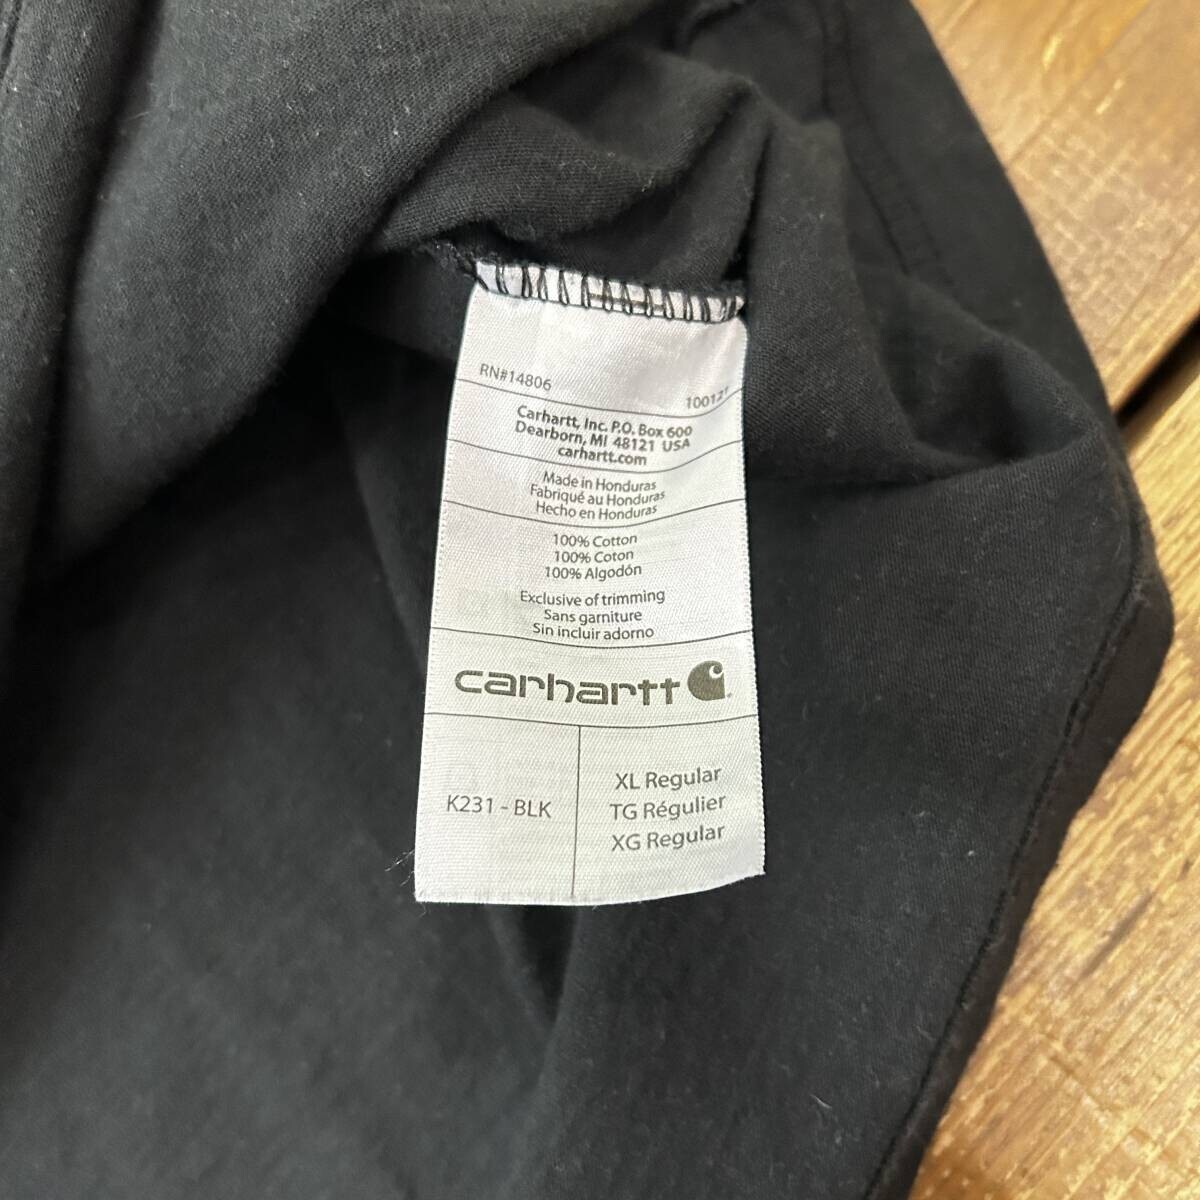 RN#14806
Carhartt, Inc. P.O. Box 600
Dearborn, MI 48121 USA
carhartt.com
Made in Honduras
Fabriqué au Honduras
Hecho en Honduras
100% Cotton
100% Coton
100% Algodón
Exclusive of trimming
Sans garniture
Sin incluir adorno
carhartt
K231 - BLK
XL Regular
TG Régulier
XG Regular